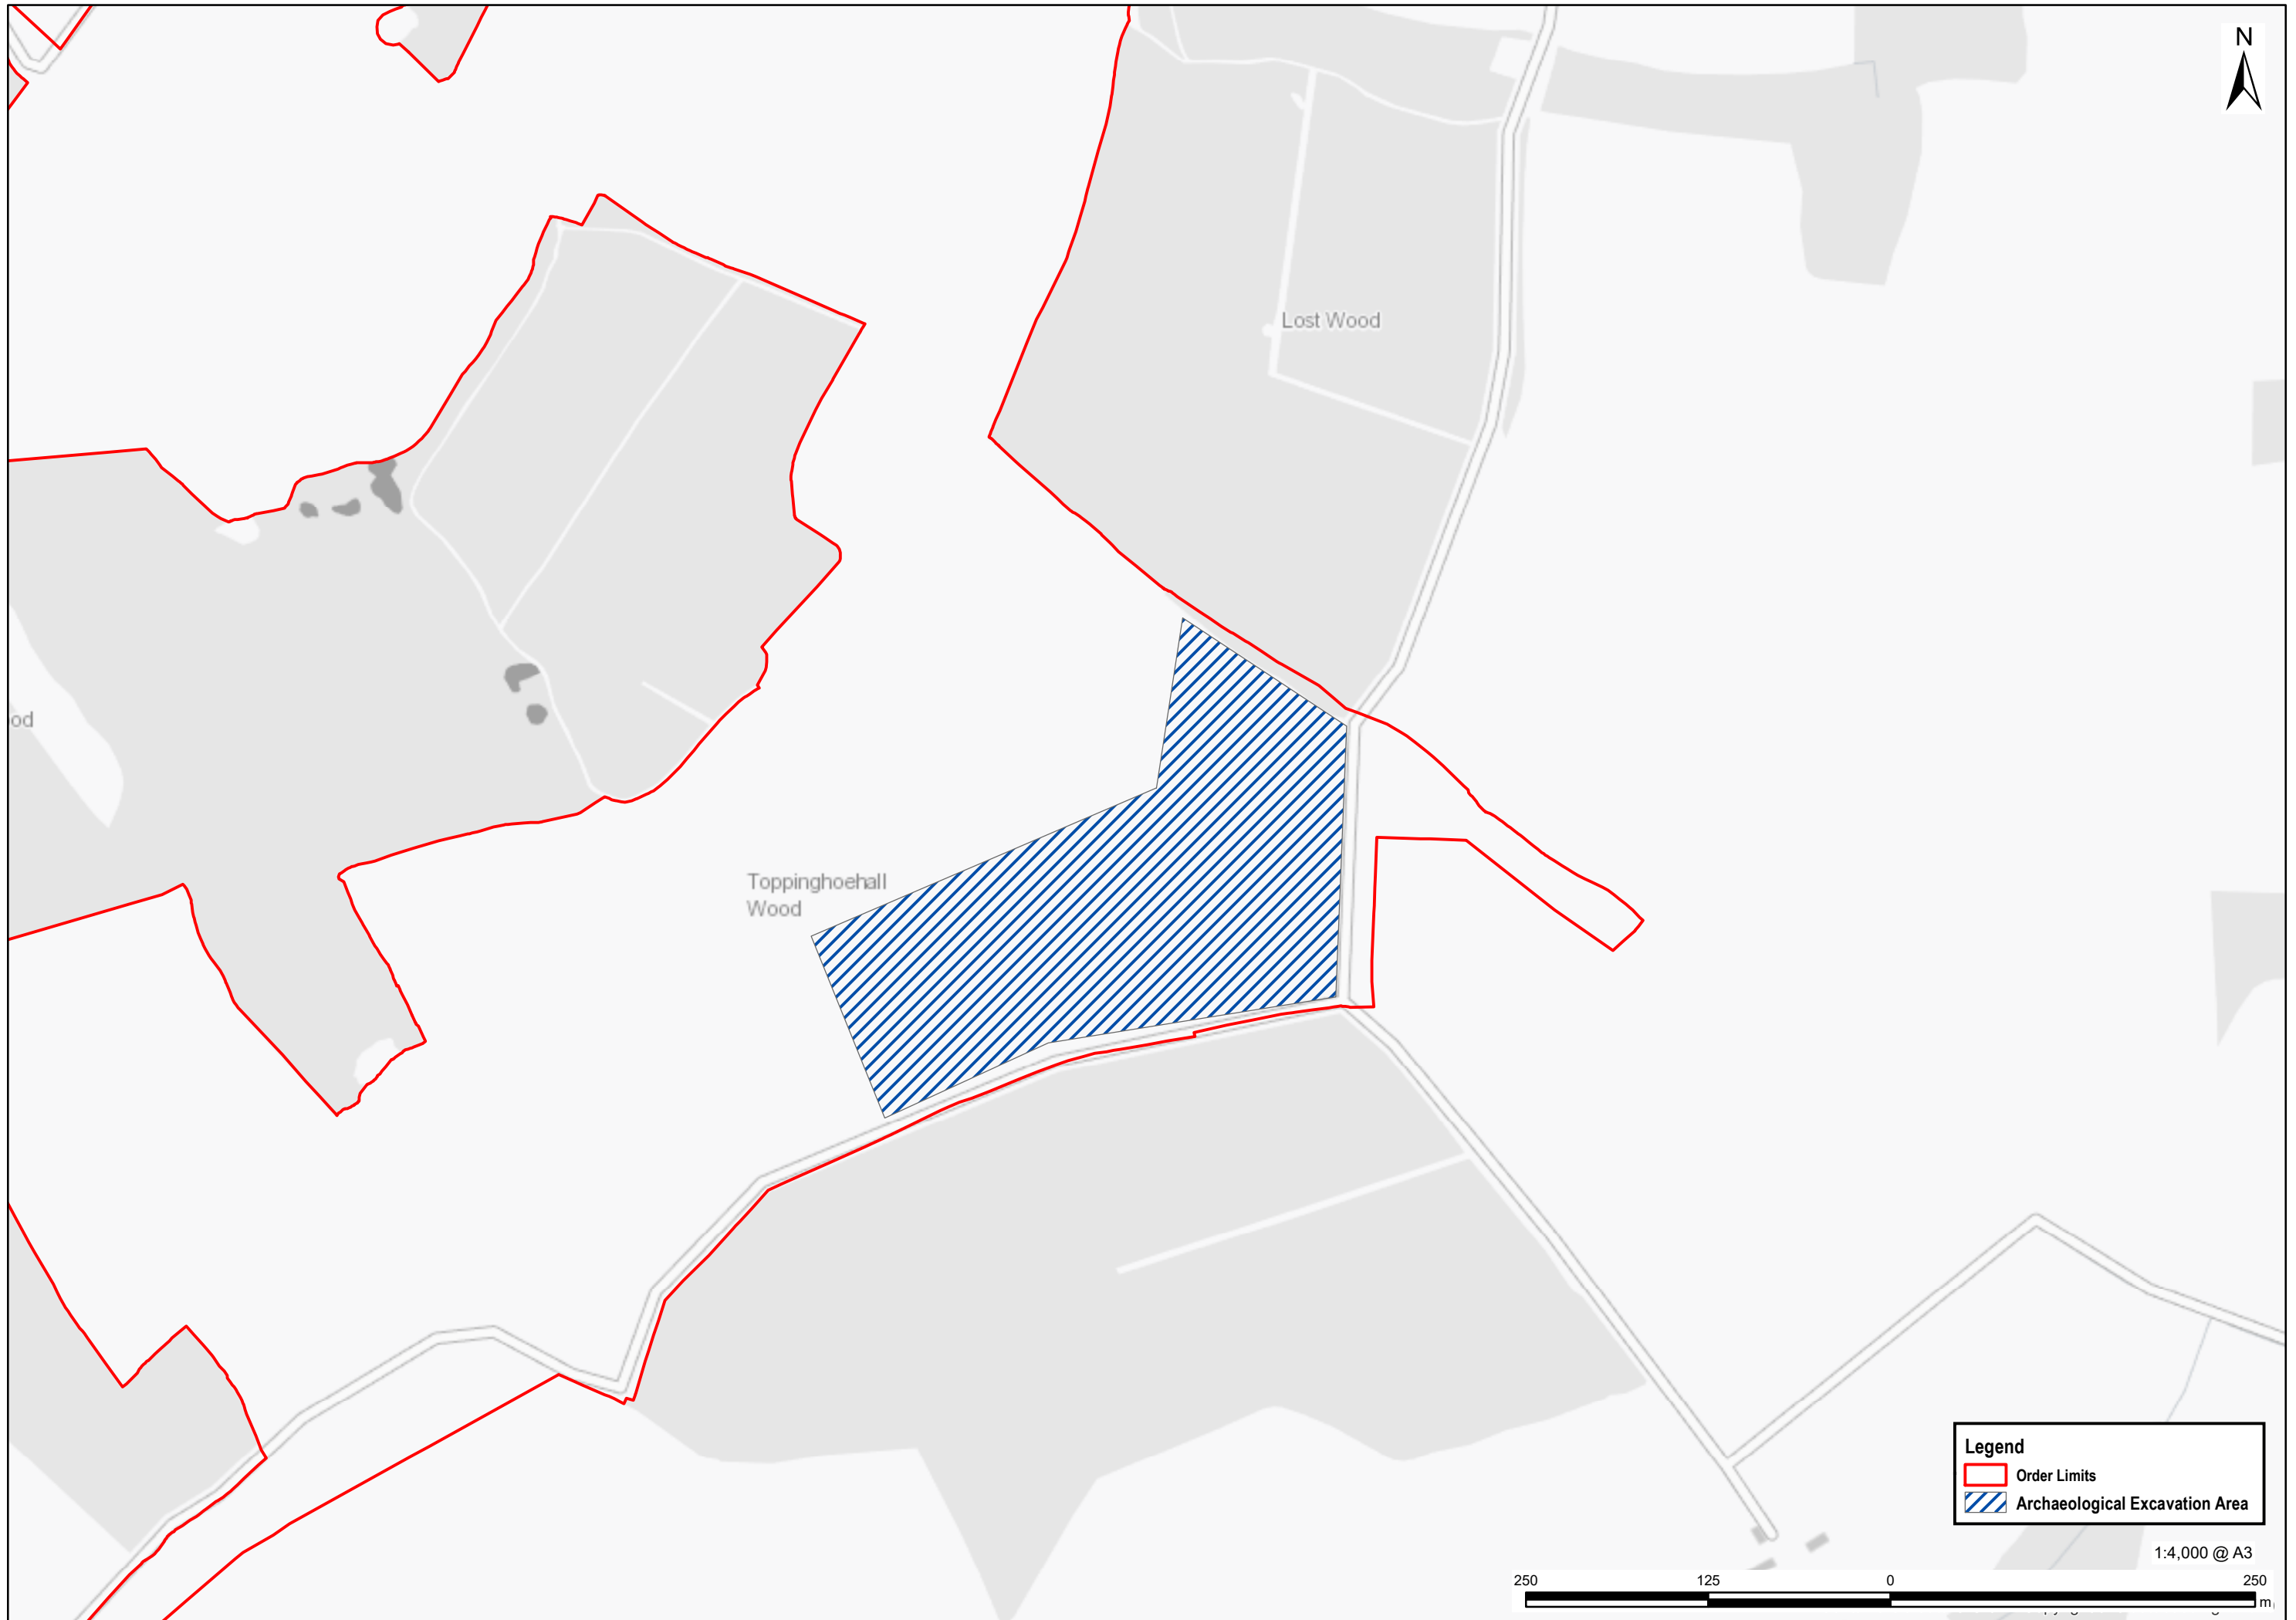 N
Lost Wood
od
Toppinghoehall
Wood
Legend
Order Limits
Archaeological Excavation Area
1:4,000 @ A3
250 125 0 250
m